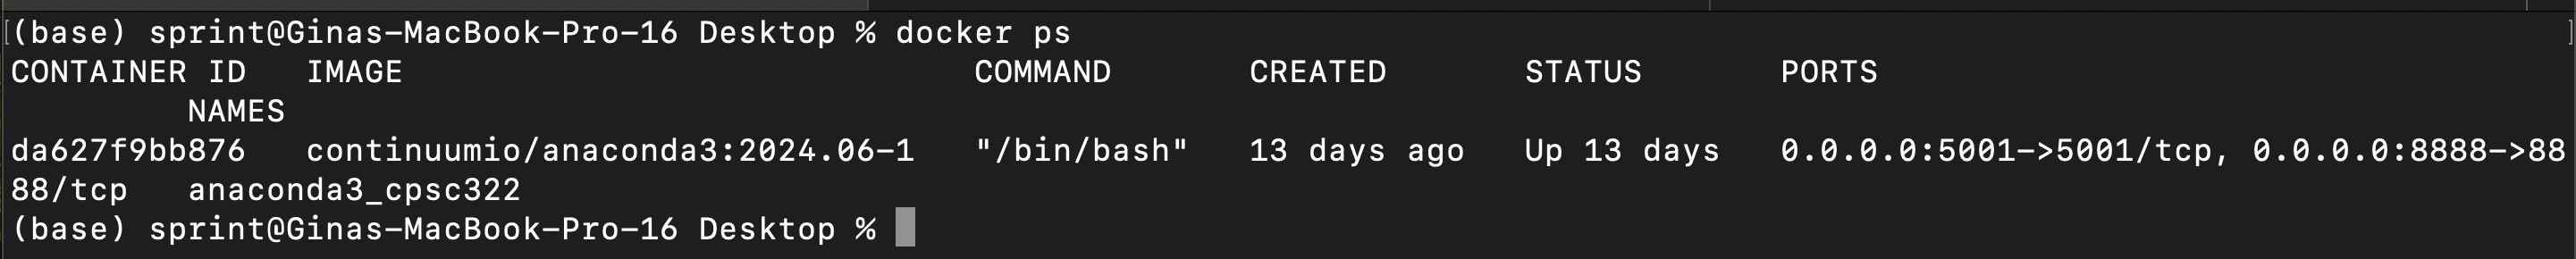 [(base) sprint@Ginas-MacBook-Pro-16 Desktop % docker ps ]
CONTAINER ID   IMAGE                              COMMAND       CREATED       STATUS       PORTS
         NAMES
da627f9bb876   continuumio/anaconda3:2024.06-1   "/bin/bash"   13 days ago   Up 13 days   0.0.0.0:5001->5001/tcp, 0.0.0.0:8888->88
88/tcp   anaconda3_cpsc322
(base) sprint@Ginas-MacBook-Pro-16 Desktop %